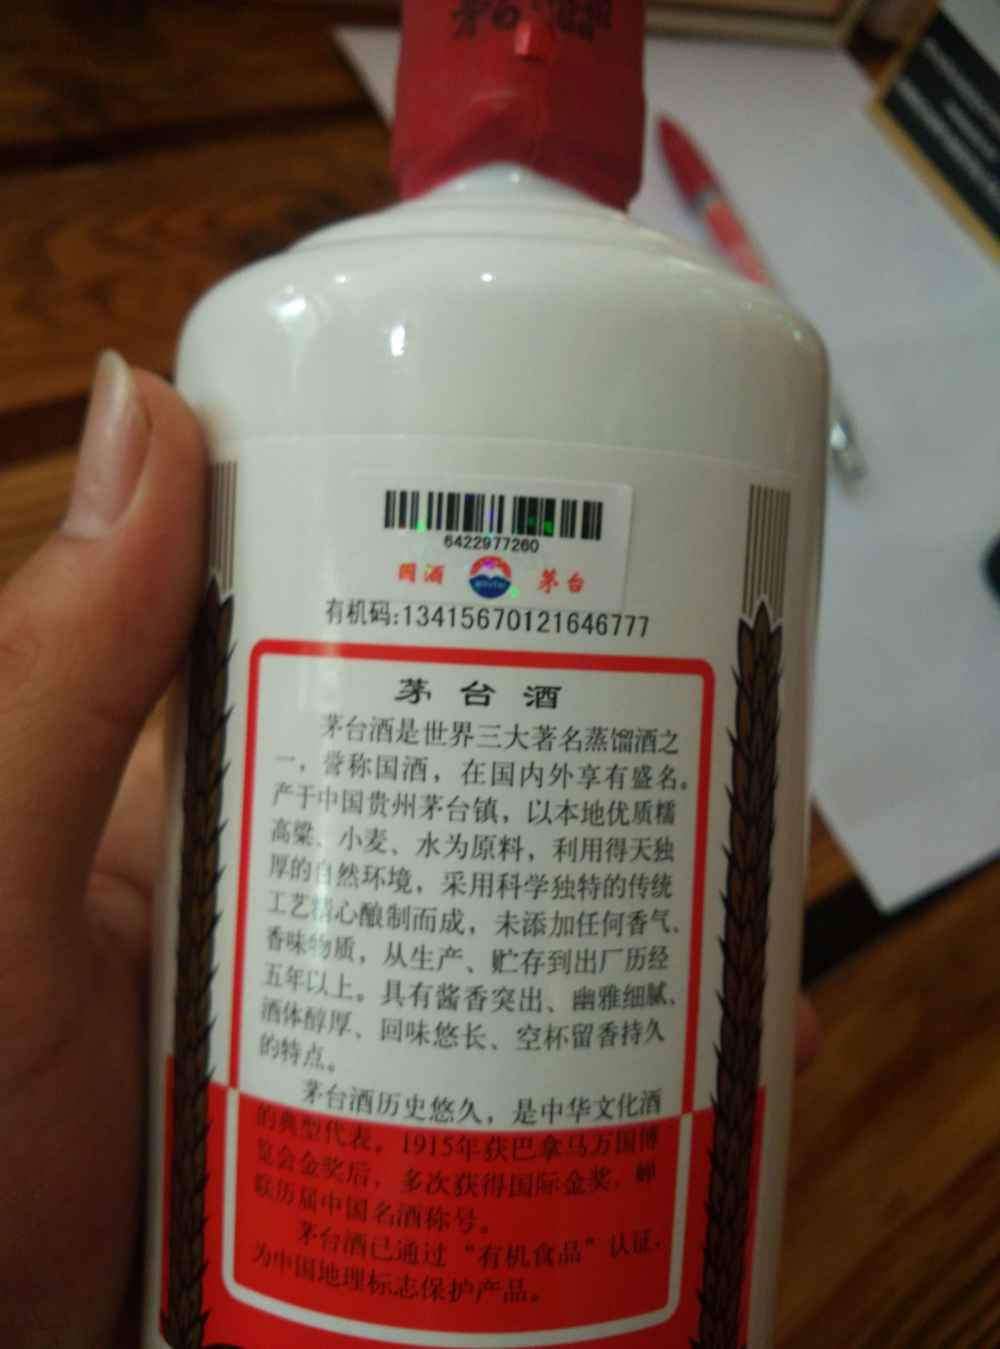 茅台
6422977260
国酒 茅台
有机码:13415670121646777
茅台酒
茅台酒是世界三大著名蒸馏酒之
一，誉称国酒，在国内外享有盛名。
产于中国贵州茅台镇，以本地优质糯
高粱、小麦、水为原料，利用得天独
厚的自然环境，采用科学独特的传统
工艺精心酿制而成，未添加任何香气、
香味物质，从生产、贮存到出厂历经
五年以上。具有酱香突出、幽雅细腻、
酒体醇厚、回味悠长、空杯留香持久
的特点。
茅台酒历史悠久，是中华文化酒
的典型代表。1915年获巴拿马万国博
览会金奖后，多次获得国际金奖，蝉
联历届中国名酒称号。
茅台酒已通过“有机食品”认证，
为中国地理标志保护产品。